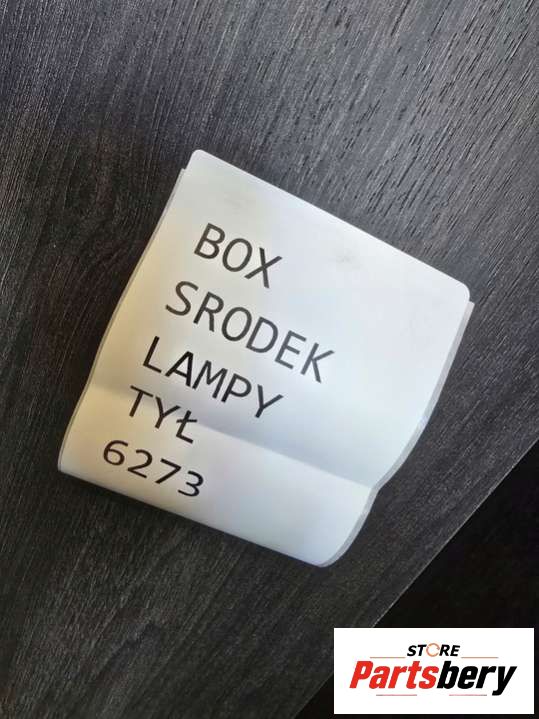 BOX
SRODEK
LAMPY
TYŁ
6273
STORE
Partsbery